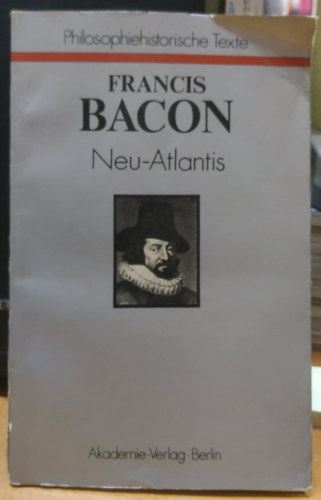 Philosophiehistorische Texte
FRANCIS
BACON
Neu-Atlantis
Akademie-Verlag Berlin